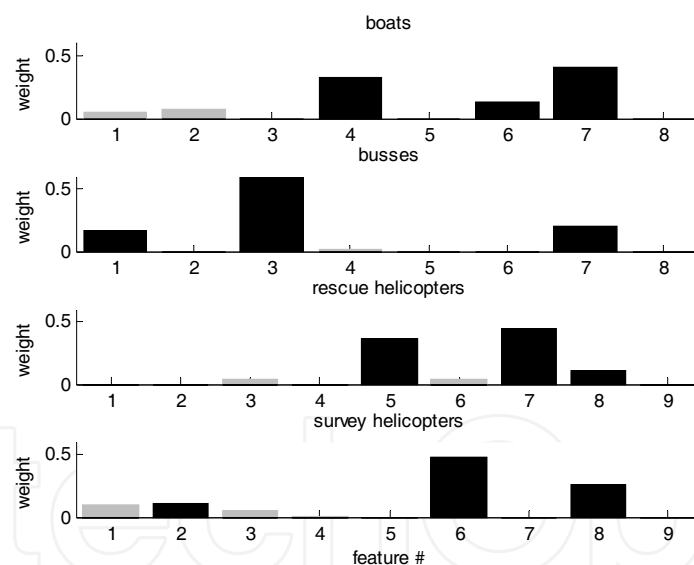 boats
0.5
weight
0
1 2 3 4 5 6 7 8
busses
0.5
weight
0
1 2 3 4 5 6 7 8
rescue helicopters
0.5
weight
0
1 2 3 4 5 6 7 8 9
survey helicopters
0.5
weight
0
1 2 3 4 5 6 7 8 9
feature #